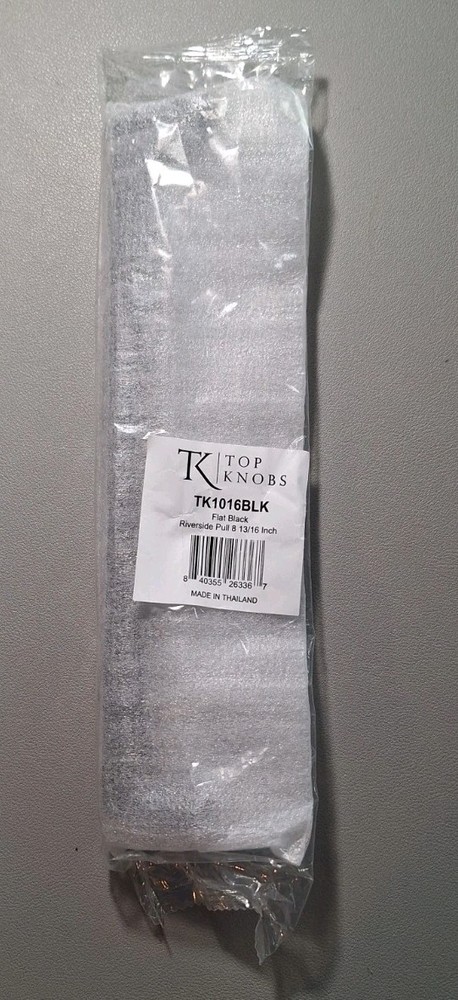 TK TOP
KNOBS
TK1016BLK
Flat Black
Riverside Pull 8 13/16 Inch
8 40355 26336 7
MADE IN THAILAND